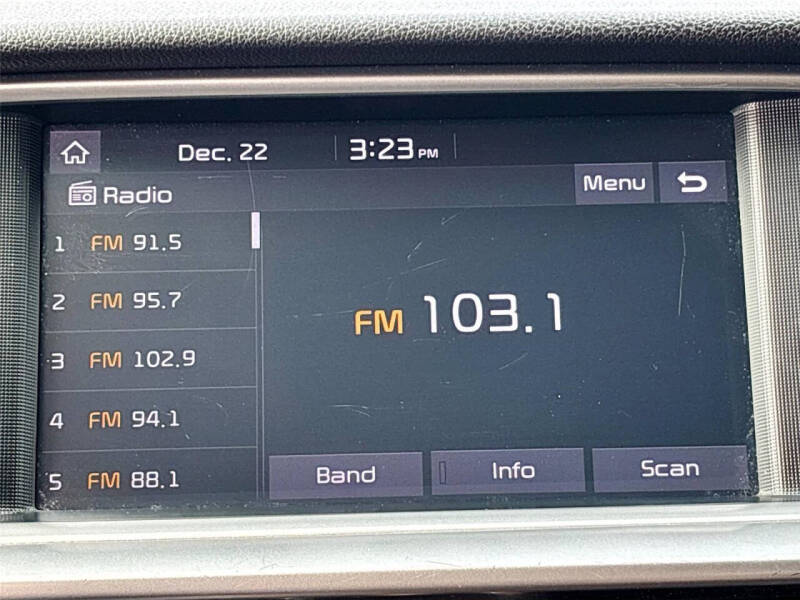 Dec. 22 3:23 PM
Radio Menu
1 FM 91.5
2 FM 95.7
3 FM 102.9
4 FM 94.1
5 FM 88.1
FM 103.1
Band Info Scan